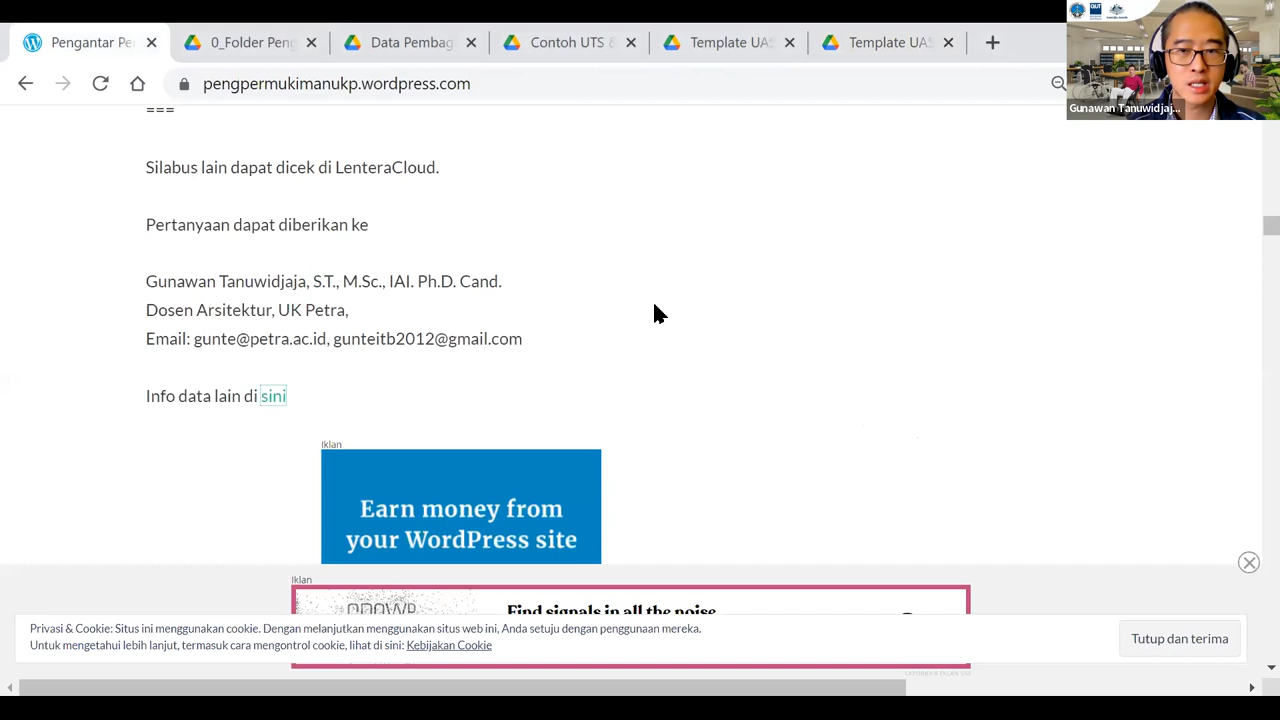 Pengantar Pe
0_Folder Peng
Data Pembag
Contoh UTS &
Template UAS
Template UAS
pengpermukimanukp.wordpress.com
Gunawan Tanuwidjaj...
===
Silabus lain dapat dicek di LenteraCloud.
Pertanyaan dapat diberikan ke
Gunawan Tanuwidjaja, S.T., M.Sc., IAI. Ph.D. Cand.
Dosen Arsitektur, UK Petra,
Email: gunte@petra.ac.id, gunteitb2012@gmail.com
Info data lain di sini
Iklan
Earn money from
your WordPress site
Iklan
Find signals in all the noise
Privasi & Cookie: Situs ini menggunakan cookie. Dengan melanjutkan menggunakan situs web ini, Anda setuju dengan penggunaan mereka.
Untuk mengetahui lebih lanjut, termasuk cara mengontrol cookie, lihat di sini: Kebijakan Cookie
Tutup dan terima